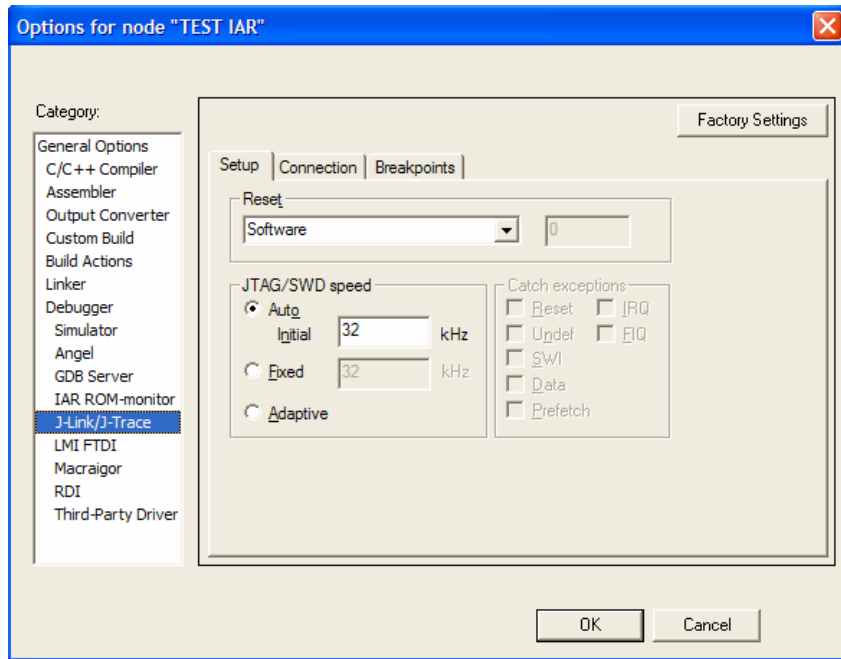 Options for node "TEST IAR"
Category:
General Options
C/C++ Compiler
Assembler
Output Converter
Custom Build
Build Actions
Linker
Debugger
Simulator
Angel
GDB Server
IAR ROM-monitor
J-Link/J-Trace
LMI FTDI
Macraigor
RDI
Third-Party Driver
Factory Settings
Setup Connection Breakpoints
Reset
Software 0
JTAG/SWD speed
Auto
Initial 32 kHz
Fixed 32 kHz
Adaptive
Catch exceptions
Reset IRQ
Undef FIQ
SWI
Data
Prefetch
OK Cancel